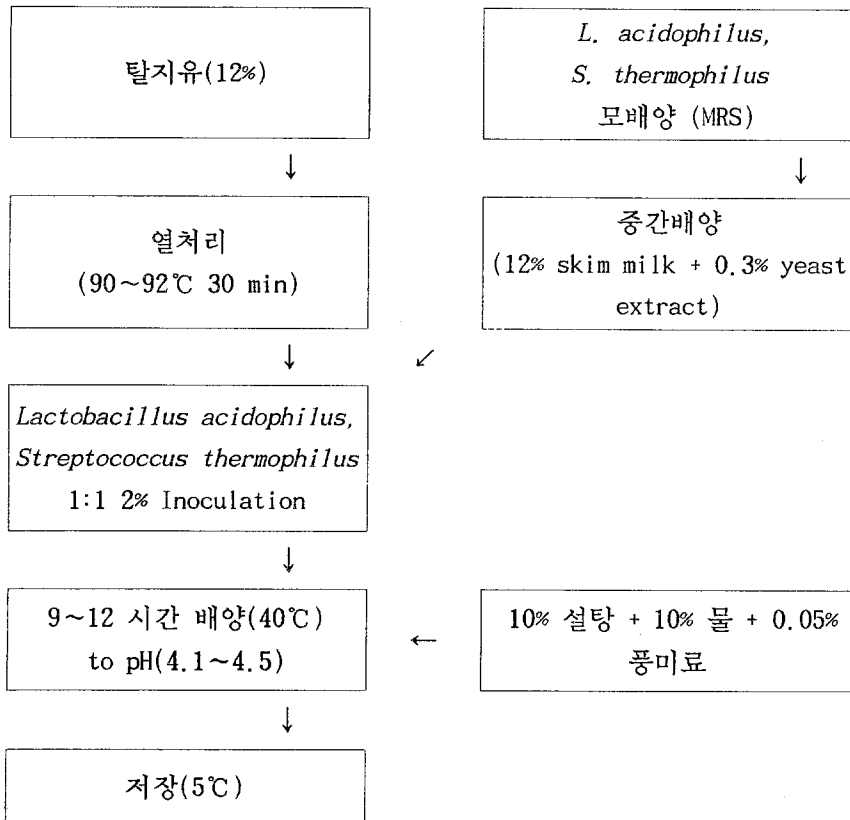 탈지유(12%)
L. acidophilus,
S. thermophilus
모배양 (MRS)
↓
↓
열처리
(90~92℃ 30 min)
중간배양
(12% skim milk + 0.3% yeast
extract)
↓
↙
Lactobacillus acidophilus,
Streptococcus thermophilus
1:1 2% Inoculation
↓
9~12 시간 배양(40℃)
to pH(4.1~4.5)
←
10% 설탕 + 10% 물 + 0.05%
풍미료
↓
저장(5℃)